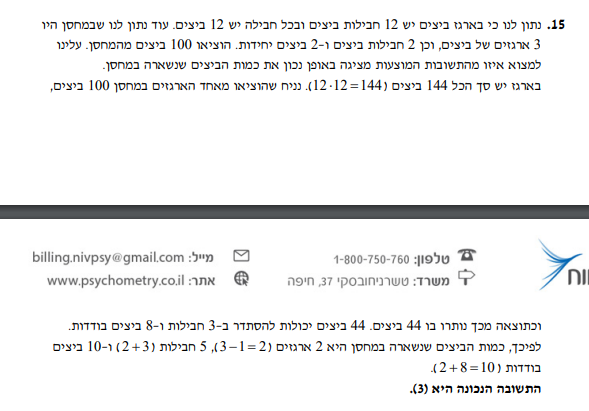 15. נתון לנו כי בארגז ביצים יש 12 חבילות ביצים ובכל חבילה יש 12 ביצים. עוד נתון לנו שבמחסן היו
3 ארגזים של ביצים, וכן 2 חבילות ביצים ו-2 ביצים יחידות. הוציאו 100 ביצים מהמחסן. עלינו
למצוא איזו מהתשובות המוצעות מציגה באופן נכון את כמות הביצים שנשארה במחסן.
בארגז יש סך הכל 144 ביצים (12·12=144). נניח שהוציאו מאחד הארגזים במחסן 100 ביצים,
טלפון: 1-800-750-760
מייל: billing.nivpsy@gmail.com
משרד: טשרניחובסקי 37, חיפה
אתר: www.psychometry.co.il
וכתוצאה מכך נותרו בו 44 ביצים. 44 ביצים יכולות להסתדר ב-3 חבילות ו-8 ביצים בודדות.
לפיכך, כמות הביצים שנשארה במחסן היא 2 ארגזים (3-1=2), 5 חבילות (2+3) ו-10 ביצים
בודדות (2+8=10).
התשובה הנכונה היא (3).